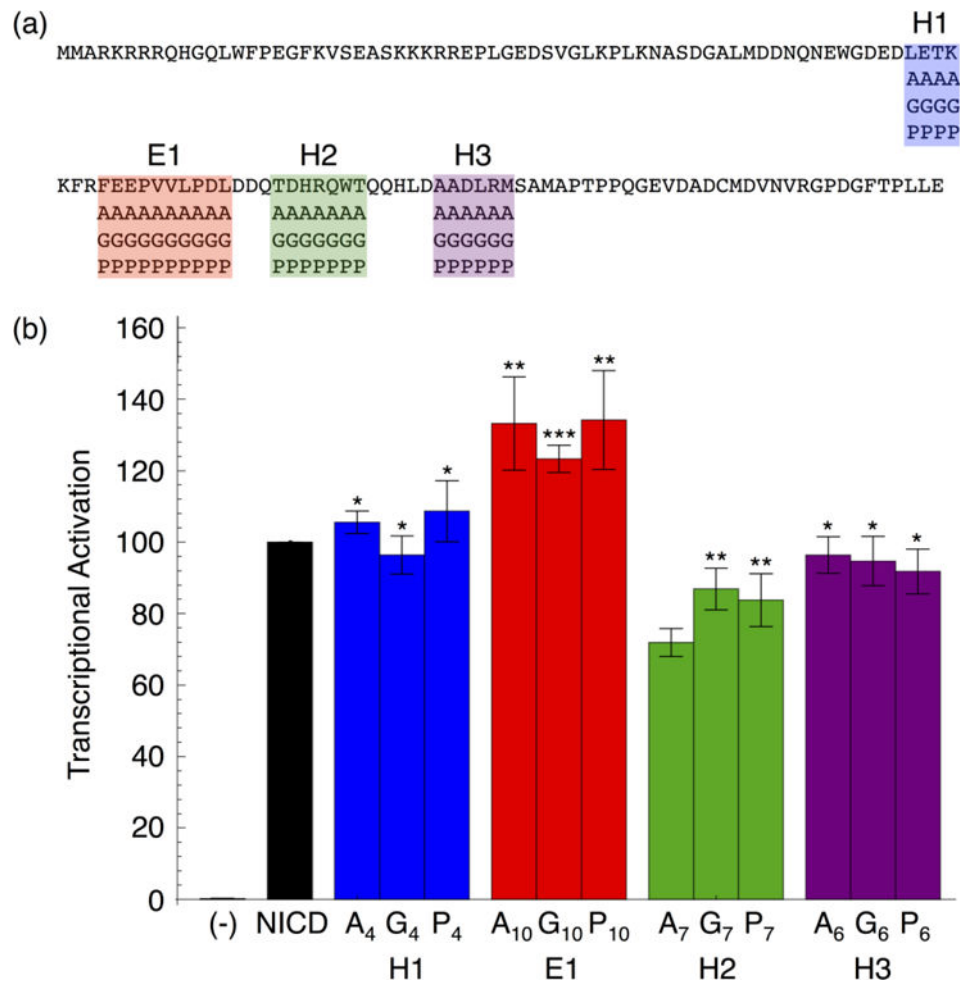 (a)
H1
MMARKRRRQHGQLWFPEGFKVSEASKKKRREPLGEDSVGLKPLKNASDGALMDDNQNEWGDEDLETK
AAAA
GGGG
PPPP
E1 H2 H3
KFRFEEPVVLPDLDDQTDHRQWTQQHLDAADLRMSAMAPTPPQGEVDADCMDVNVRGPDGFTPLLE
AAAAAAAAAA AAAAAAA AAAAAA
GGGGGGGGGG GGGGGGG GGGGGG
PPPPPPPPPP PPPPPPP PPPPPP
(b)
Transcriptional Activation
160
140
120
100
80
60
40
20
0
* * * ** *** ** ** ** * * *
(-) NICD A4 G4 P4 A10 G10 P10 A7 G7 P7 A6 G6 P6
H1 E1 H2 H3